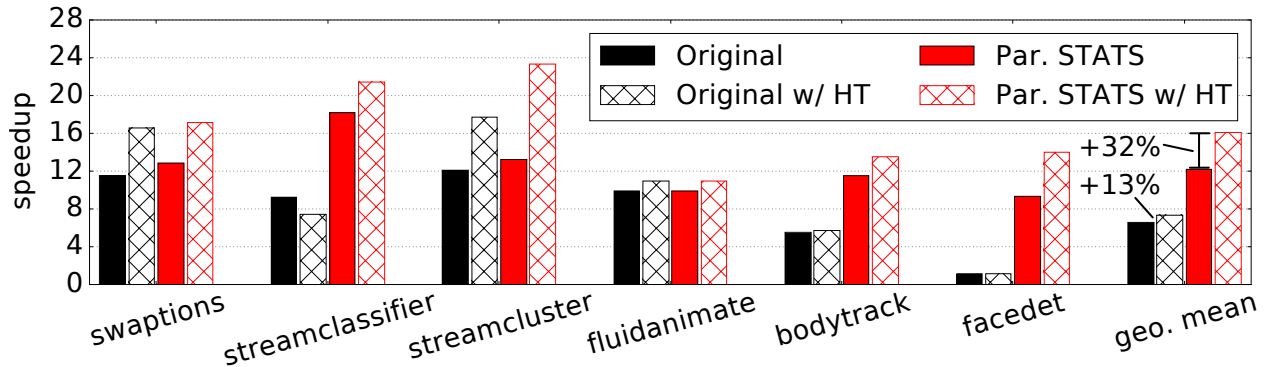 28
24
20
16
12
8
4
0
speedup
Original
Original w/ HT
Par. STATS
Par. STATS w/ HT
+32%
+13%
swaptions
streamclassifier
streamcluster
fluidanimate
bodytrack
facedet
geo. mean